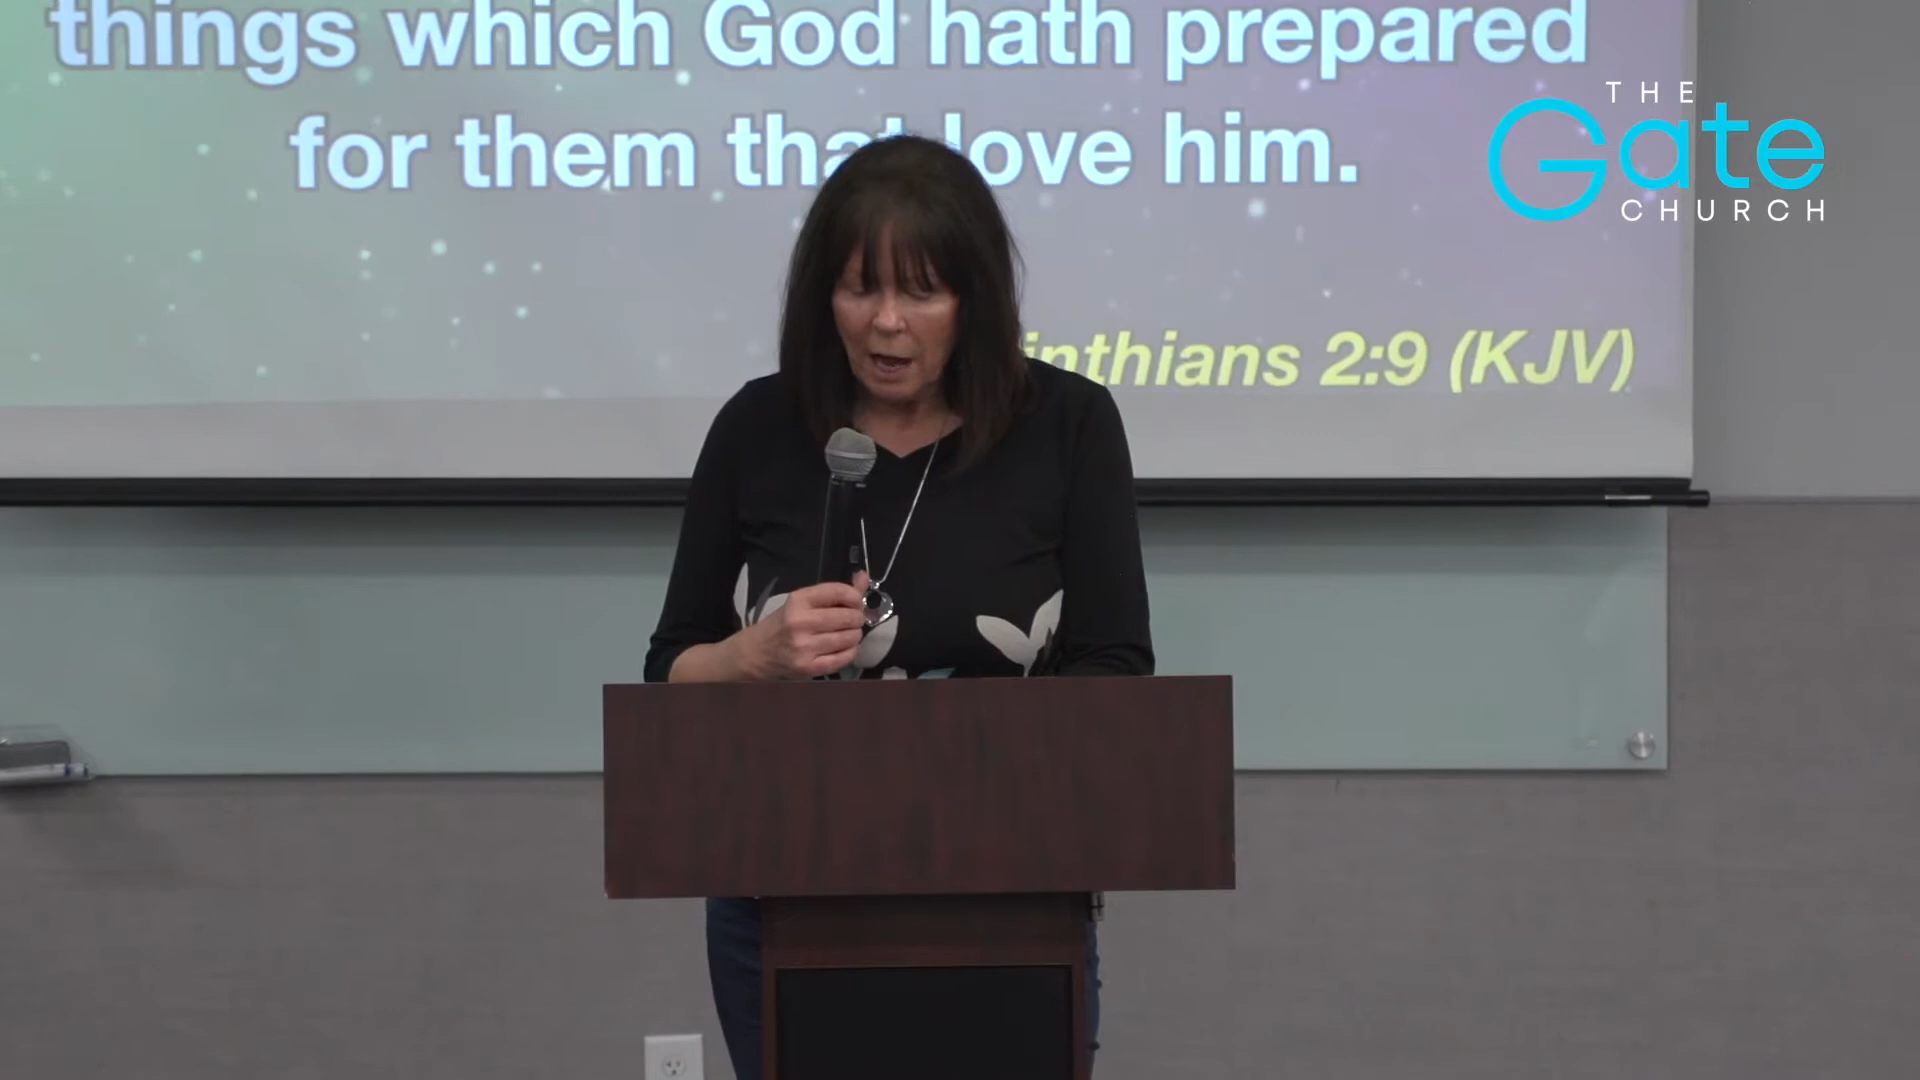 things which God hath prepared
for them that love him.
inthians 2:9 (KJV)
THE
Gate
CHURCH